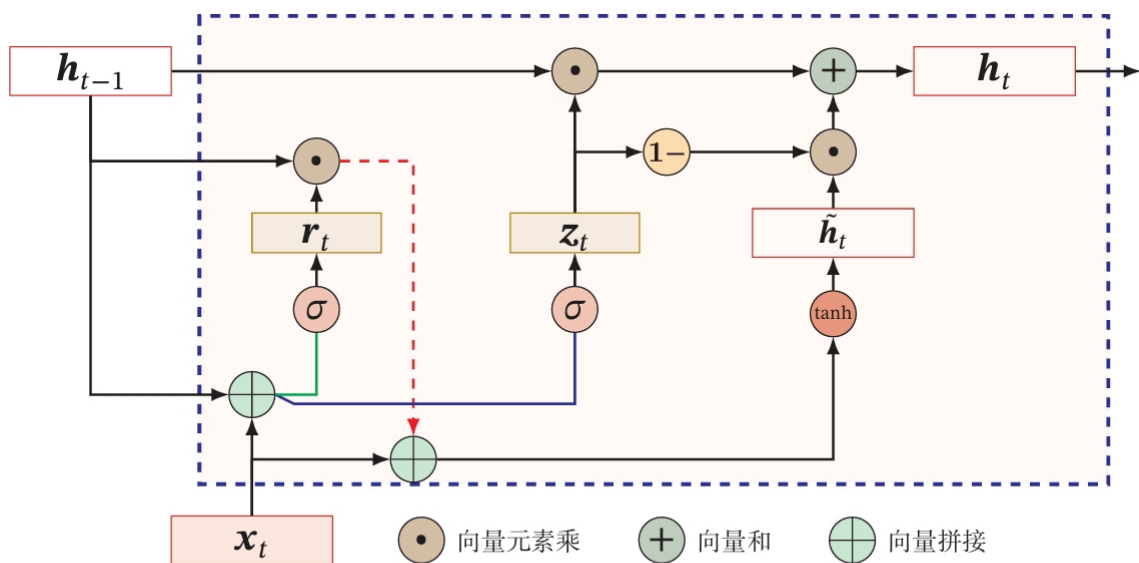 h_{t-1}
h_t
1−
r_t
z_t
h̃_t
σ
σ
tanh
x_t
向量元素乘
向量和
向量拼接